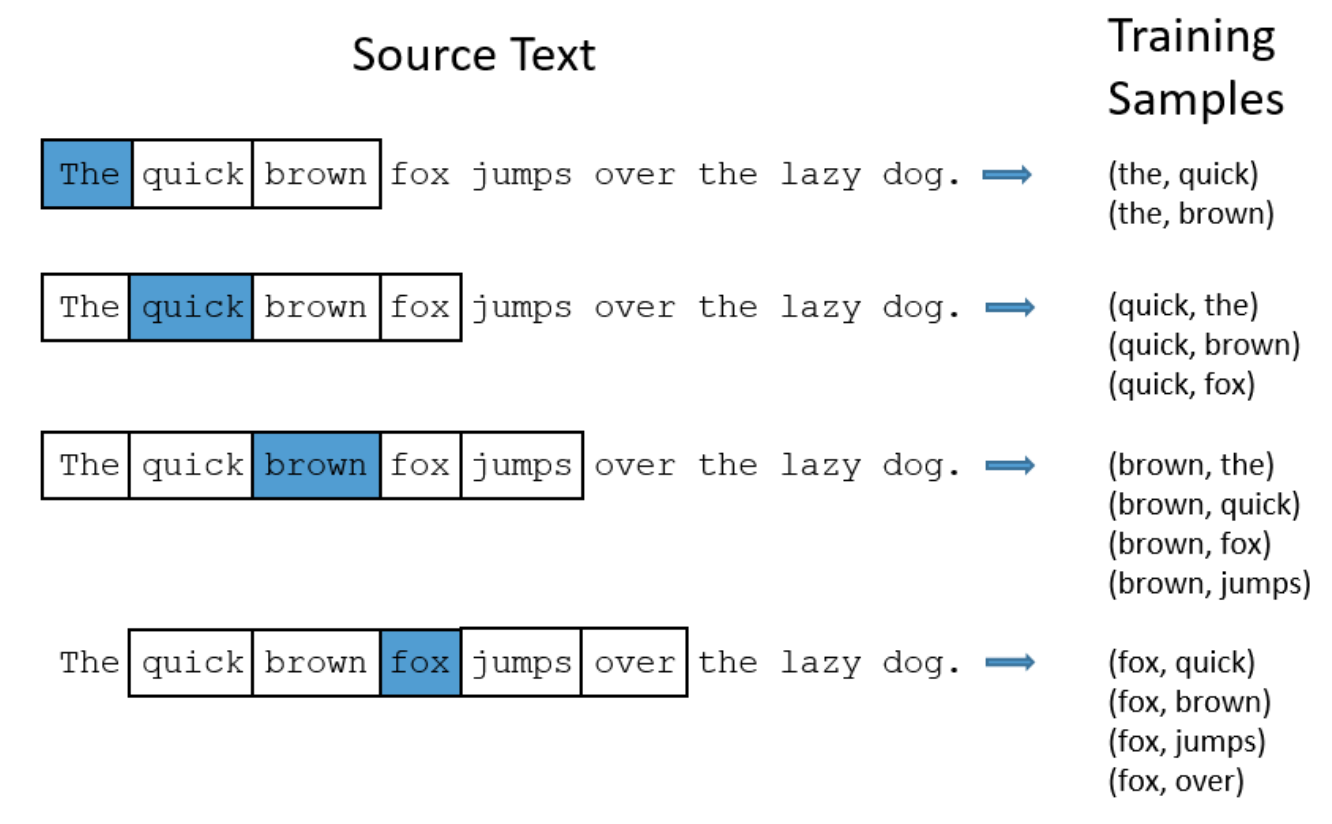 Source Text
Training
Samples
The quick brown fox jumps over the lazy dog.
(the, quick)
(the, brown)
The quick brown fox jumps over the lazy dog.
(quick, the)
(quick, brown)
(quick, fox)
The quick brown fox jumps over the lazy dog.
(brown, the)
(brown, quick)
(brown, fox)
(brown, jumps)
The quick brown fox jumps over the lazy dog.
(fox, quick)
(fox, brown)
(fox, jumps)
(fox, over)